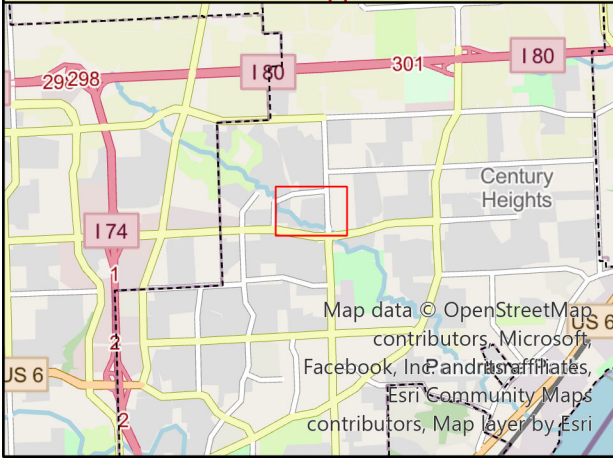 I 80
301
I 80
298
Century
Heights
I 74
1
2
2
US 6
US 6
Map data © OpenStreetMap
contributors, Microsoft,
Facebook, Inc. and its affiliates,
Esri Community Maps
contributors, Map layer by Esri